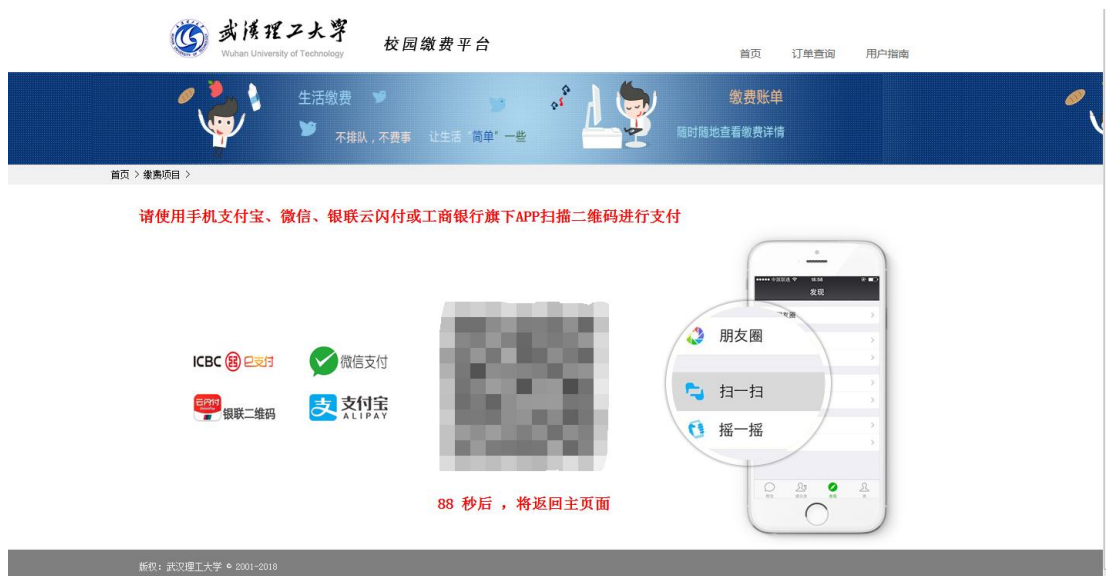 武汉理工大学
Wuhan University of Technology
校园缴费平台
首页 订单查询 用户指南
生活缴费
不排队，不费事 让生活“简单”一些
缴费账单
随时随地查看缴费详情
首页 > 缴费项目 >
请使用手机支付宝、微信、银联云闪付或工商银行旗下APP扫描二维码进行支付
ICBC e支付
微信支付
云闪付
银联二维码
支 支付宝
ALIPAY
发现
朋友圈
扫一扫
摇一摇
88 秒后 ，将返回主页面
版权：武汉理工大学 © 2001-2018